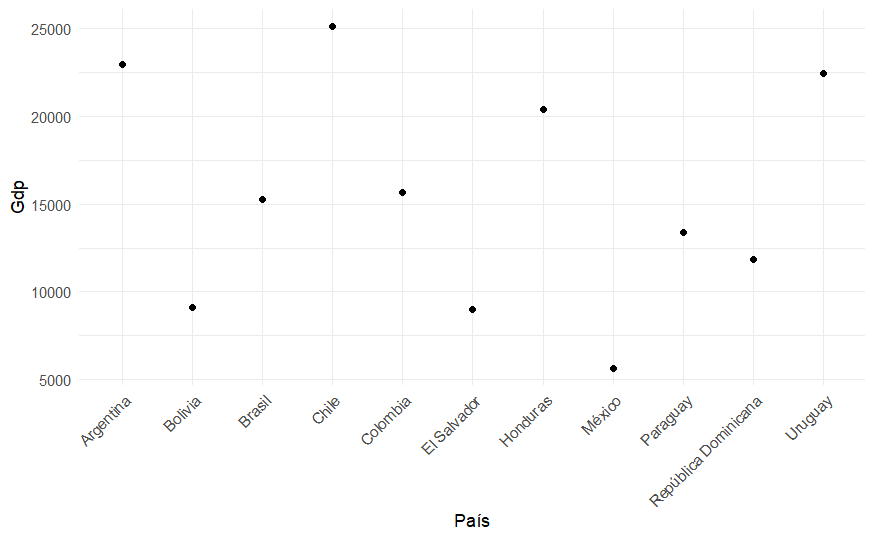 25000
20000
15000
10000
5000
Gdp
Argentina
Bolivia
Brasil
Chile
Colombia
El Salvador
Honduras
México
Paraguay
República Dominicana
Uruguay
País